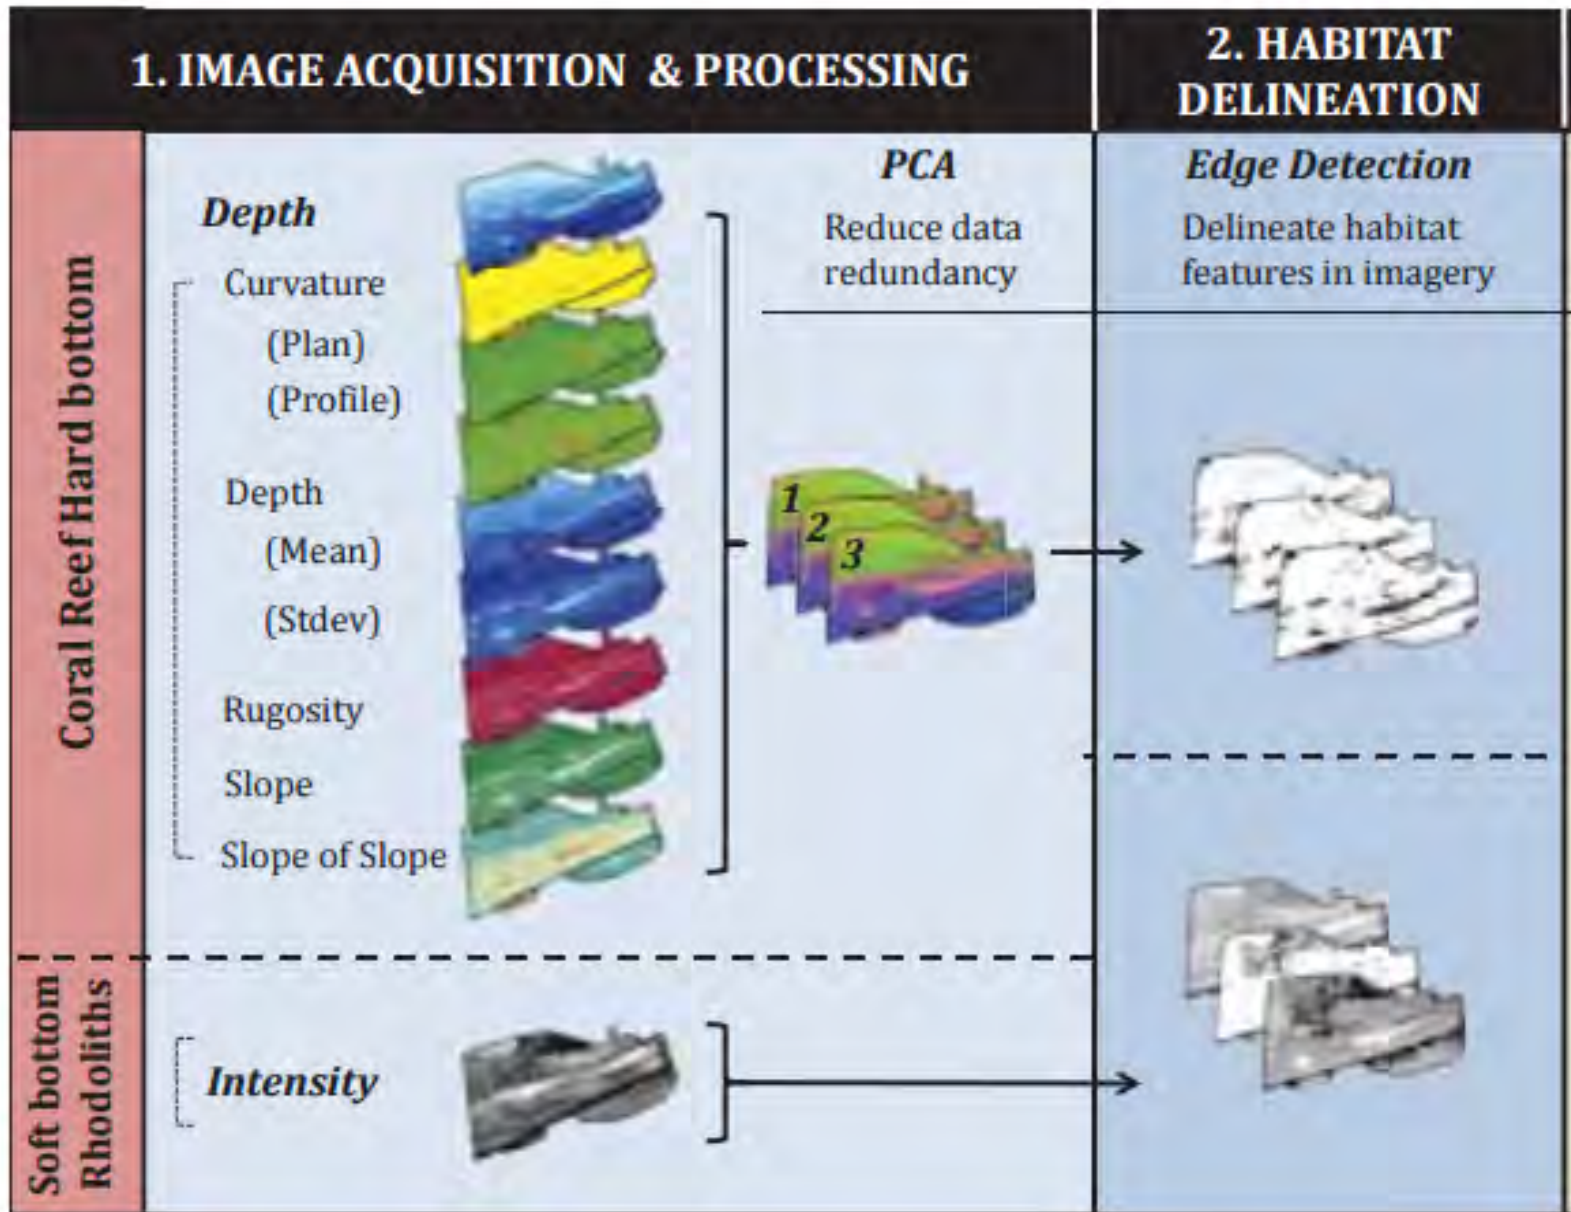 1. IMAGE ACQUISITION & PROCESSING
2. HABITAT
DELINEATION
Coral Reef Hard bottom
Depth
Curvature
(Plan)
(Profile)
Depth
(Mean)
(Stdev)
Rugosity
Slope
Slope of Slope
PCA
Reduce data
redundancy
1
2
3
Edge Detection
Delineate habitat
features in imagery
Soft bottom
Rhodoliths
Intensity